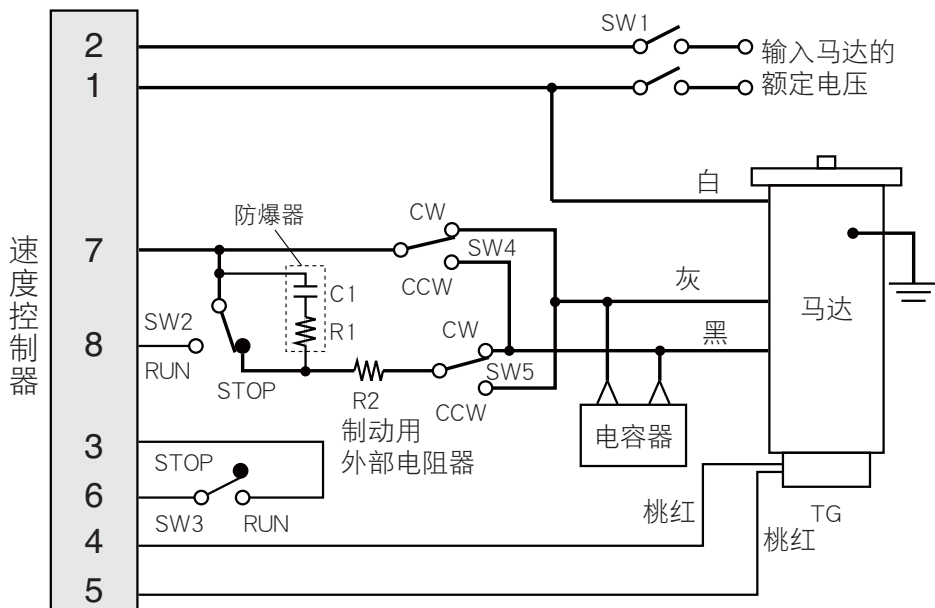 SW1
2
输入马达的
1
额定电压
白
防爆器
CW
7
SW4
速度控制器
灰
C1
CCW
马达
SW2
R1
CW
黑
8
RUN
STOP
SW5
R2
CCW
制动用
外部电阻器
电容器
3
STOP
6
SW3
RUN
桃红
TG
4
桃红
5